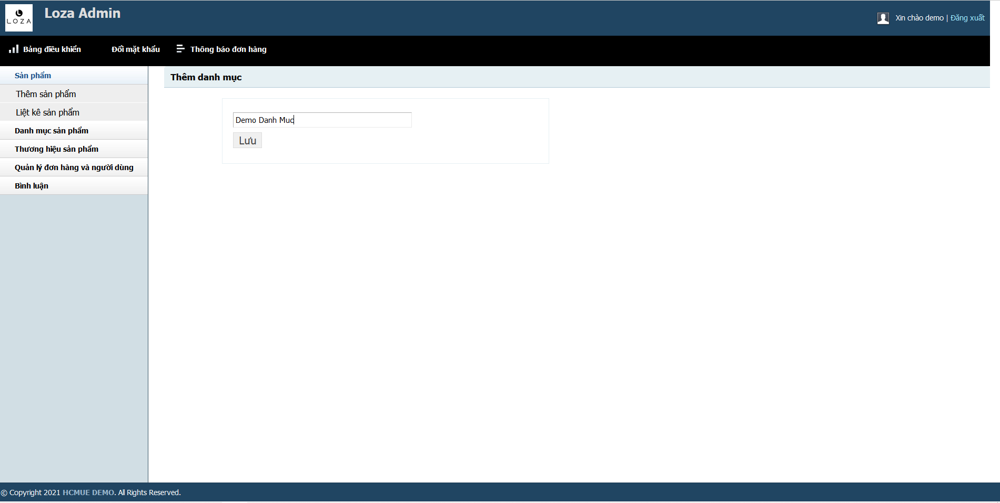 LOZA
Loza Admin
Xin chào demo | Đăng xuất
Bảng điều khiển
Đổi mật khẩu
Thông báo đơn hàng
Sản phẩm
Thêm sản phẩm
Liệt kê sản phẩm
Danh mục sản phẩm
Thương hiệu sản phẩm
Quản lý đơn hàng và người dùng
Bình luận
Thêm danh mục
Demo Danh Muc
Lưu
© Copyright 2021 HCMUE DEMO. All Rights Reserved.